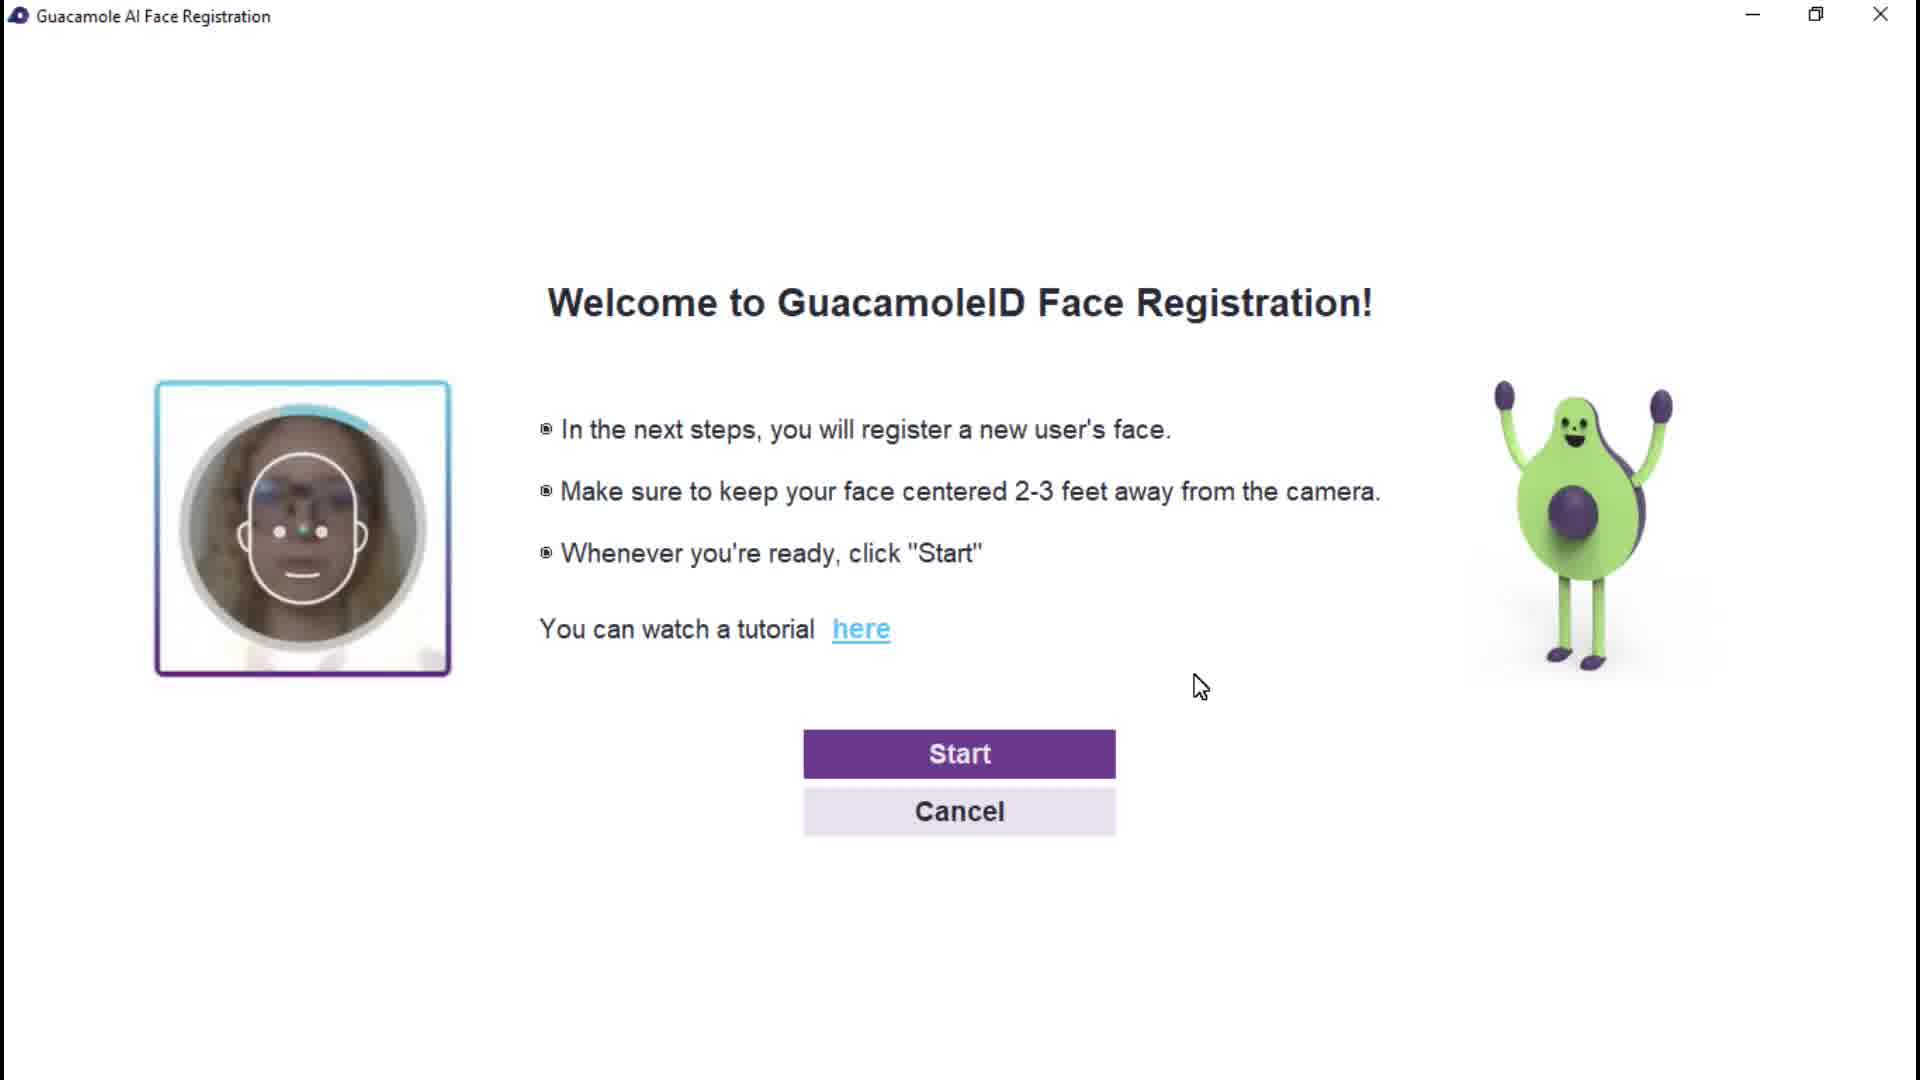 Guacamole AI Face Registration
Welcome to GuacamoleID Face Registration!
In the next steps, you will register a new user's face.
Make sure to keep your face centered 2-3 feet away from the camera.
Whenever you're ready, click "Start"
You can watch a tutorial here
Start
Cancel